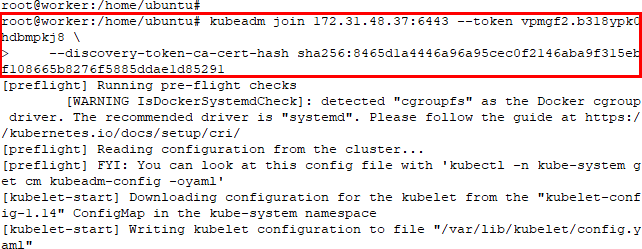 root@worker:/home/ubuntu#
root@worker:/home/ubuntu# kubeadm join 172.31.48.37:6443 --token vpmgf2.b318ypk0
hdbmpkj8 \
>     --discovery-token-ca-cert-hash sha256:8465d1a4446a96a95cec0f2146aba9f315eb
f108665b8276f5885ddae1d85291
[preflight] Running pre-flight checks
        [WARNING IsDockerSystemdCheck]: detected "cgroupfs" as the Docker cgroup
 driver. The recommended driver is "systemd". Please follow the guide at https:/
/kubernetes.io/docs/setup/cri/
[preflight] Reading configuration from the cluster...
[preflight] FYI: You can look at this config file with 'kubectl -n kube-system g
et cm kubeadm-config -oyaml'
[kubelet-start] Downloading configuration for the kubelet from the "kubelet-conf
ig-1.14" ConfigMap in the kube-system namespace
[kubelet-start] Writing kubelet configuration to file "/var/lib/kubelet/config.y
aml"